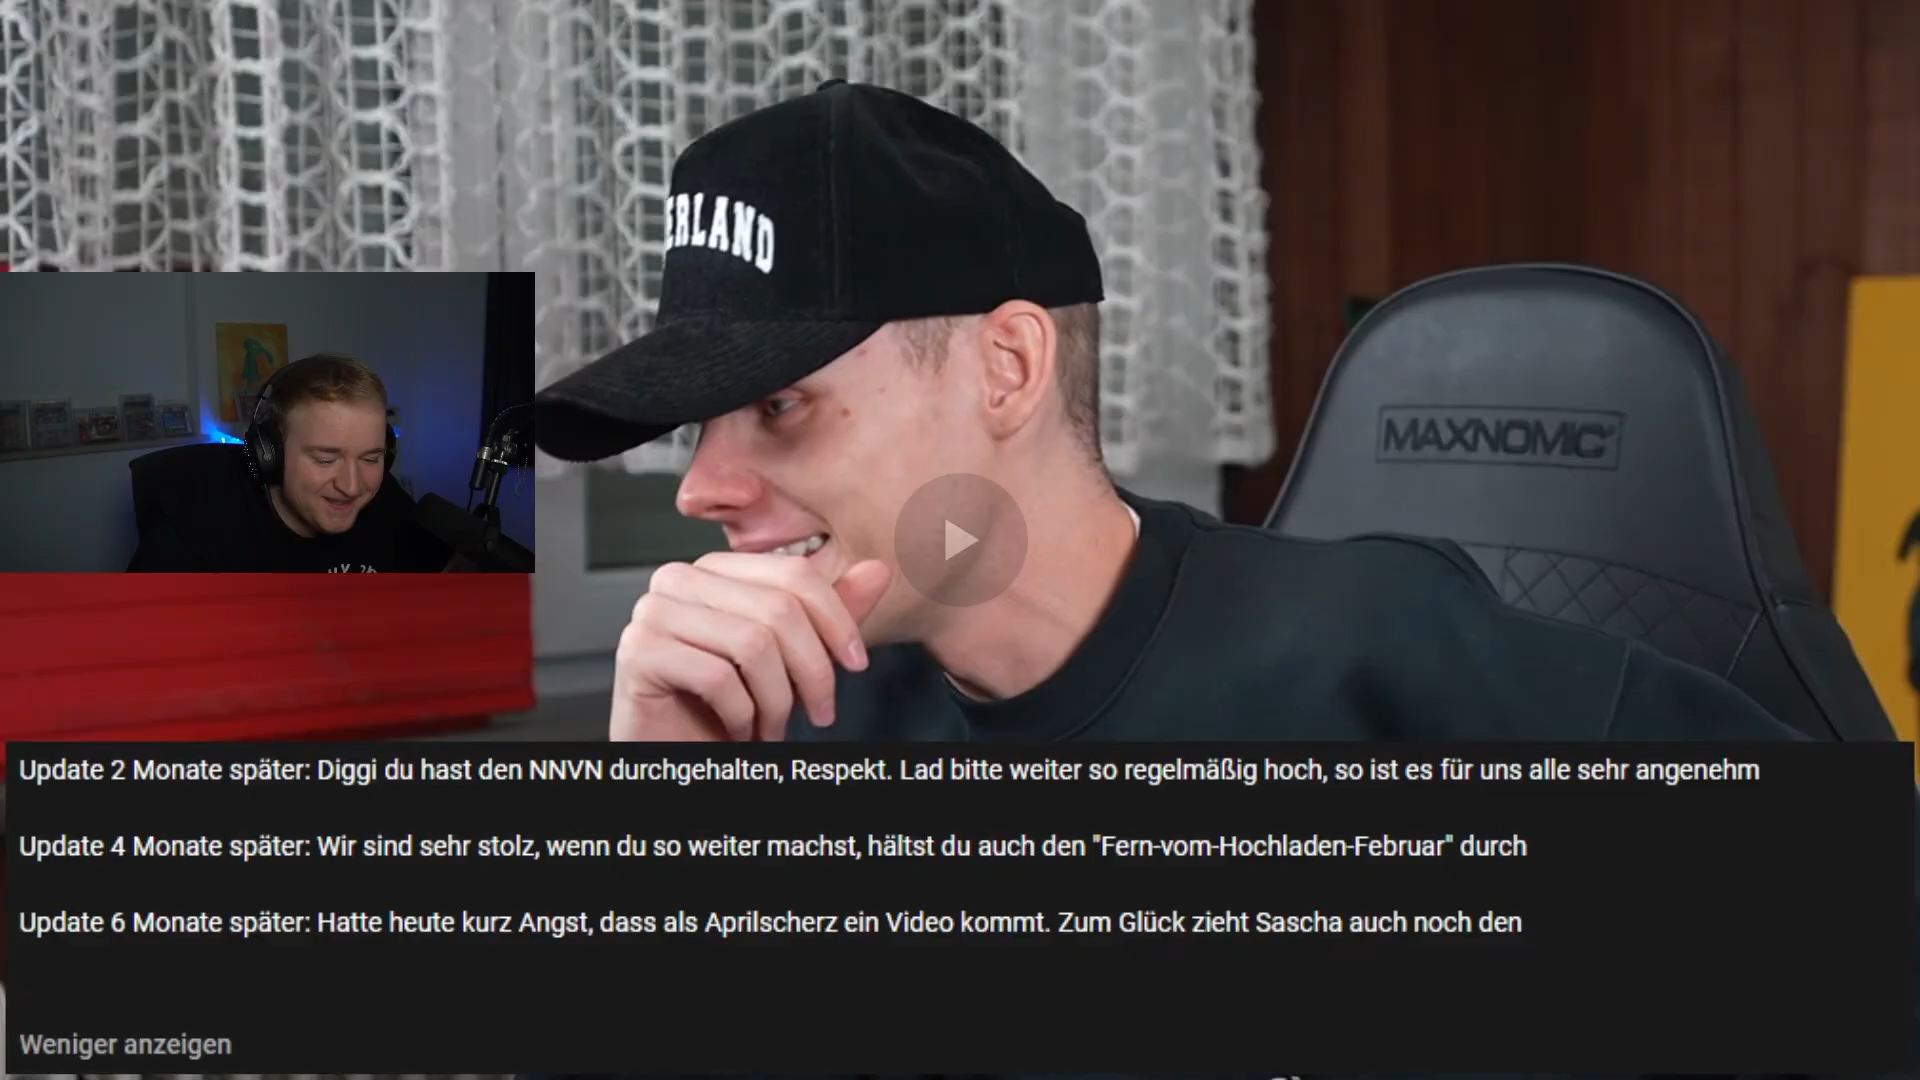 ERLAND
MAXNOMIC
Update 2 Monate später: Diggi du hast den NNVN durchgehalten, Respekt. Lad bitte weiter so regelmäßig hoch, so ist es für uns alle sehr angenehm
Update 4 Monate später: Wir sind sehr stolz, wenn du so weiter machst, hältst du auch den "Fern-vom-Hochladen-Februar" durch
Update 6 Monate später: Hatte heute kurz Angst, dass als Aprilscherz ein Video kommt. Zum Glück zieht Sascha auch noch den
Weniger anzeigen